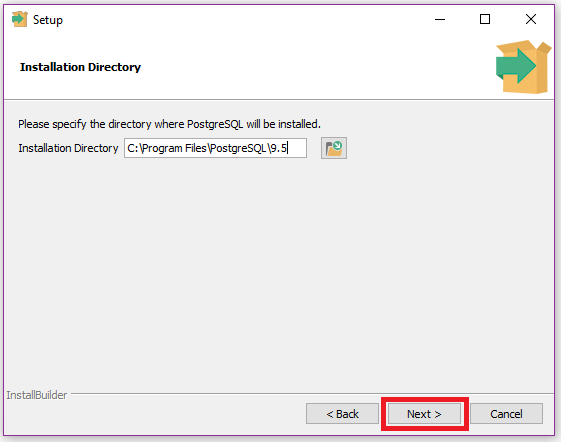 Setup
Installation Directory
Please specify the directory where PostgreSQL will be installed.
Installation Directory C:\Program Files\PostgreSQL\9.5
InstallBuilder
< Back Next > Cancel